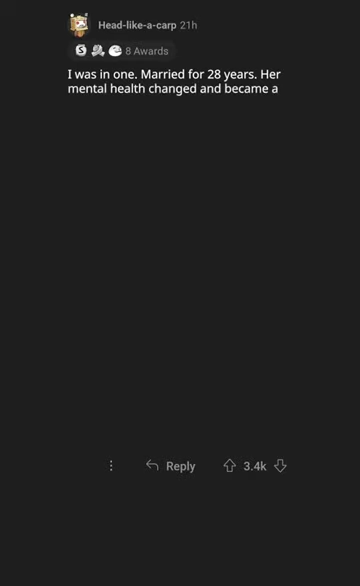 Head-like-a-carp 21h
8 Awards
I was in one. Married for 28 years. Her
mental health changed and became a
Reply
3.4k